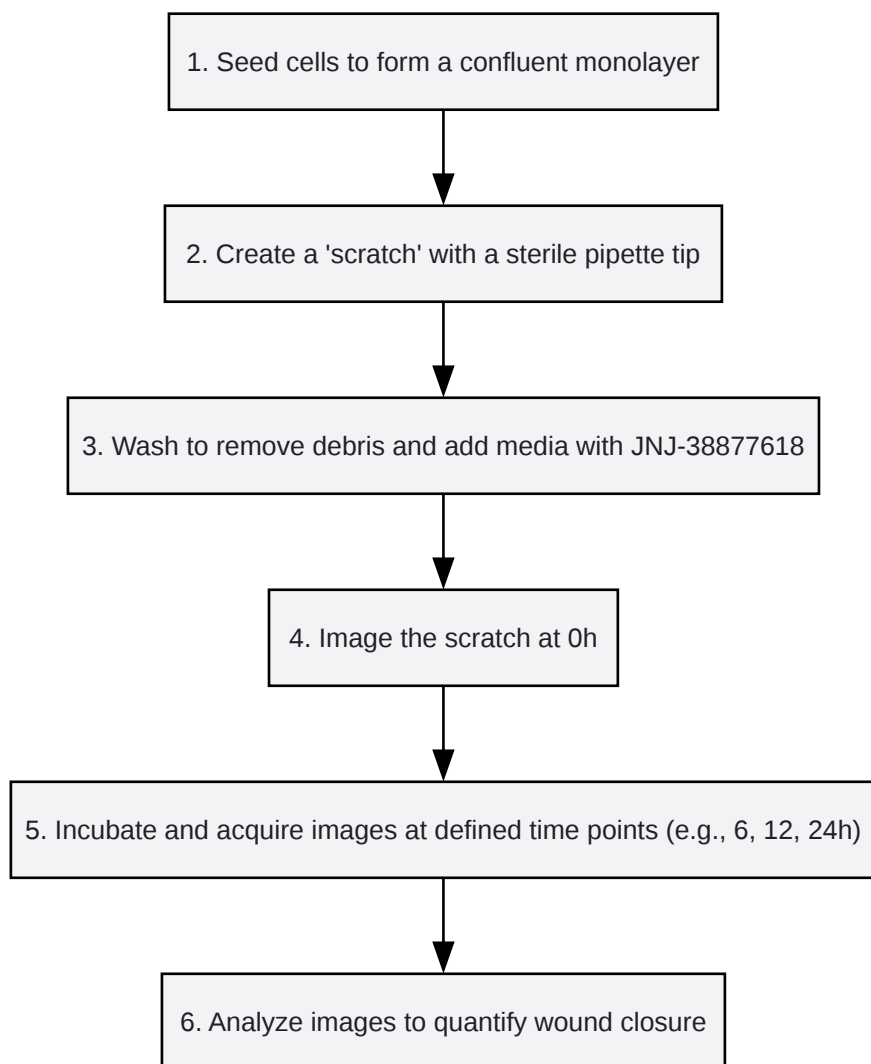 1. Seed cells to form a confluent monolayer
2. Create a 'scratch' with a sterile pipette tip
3. Wash to remove debris and add media with JNJ-38877618
4. Image the scratch at 0h
5. Incubate and acquire images at defined time points (e.g., 6, 12, 24h)
6. Analyze images to quantify wound closure